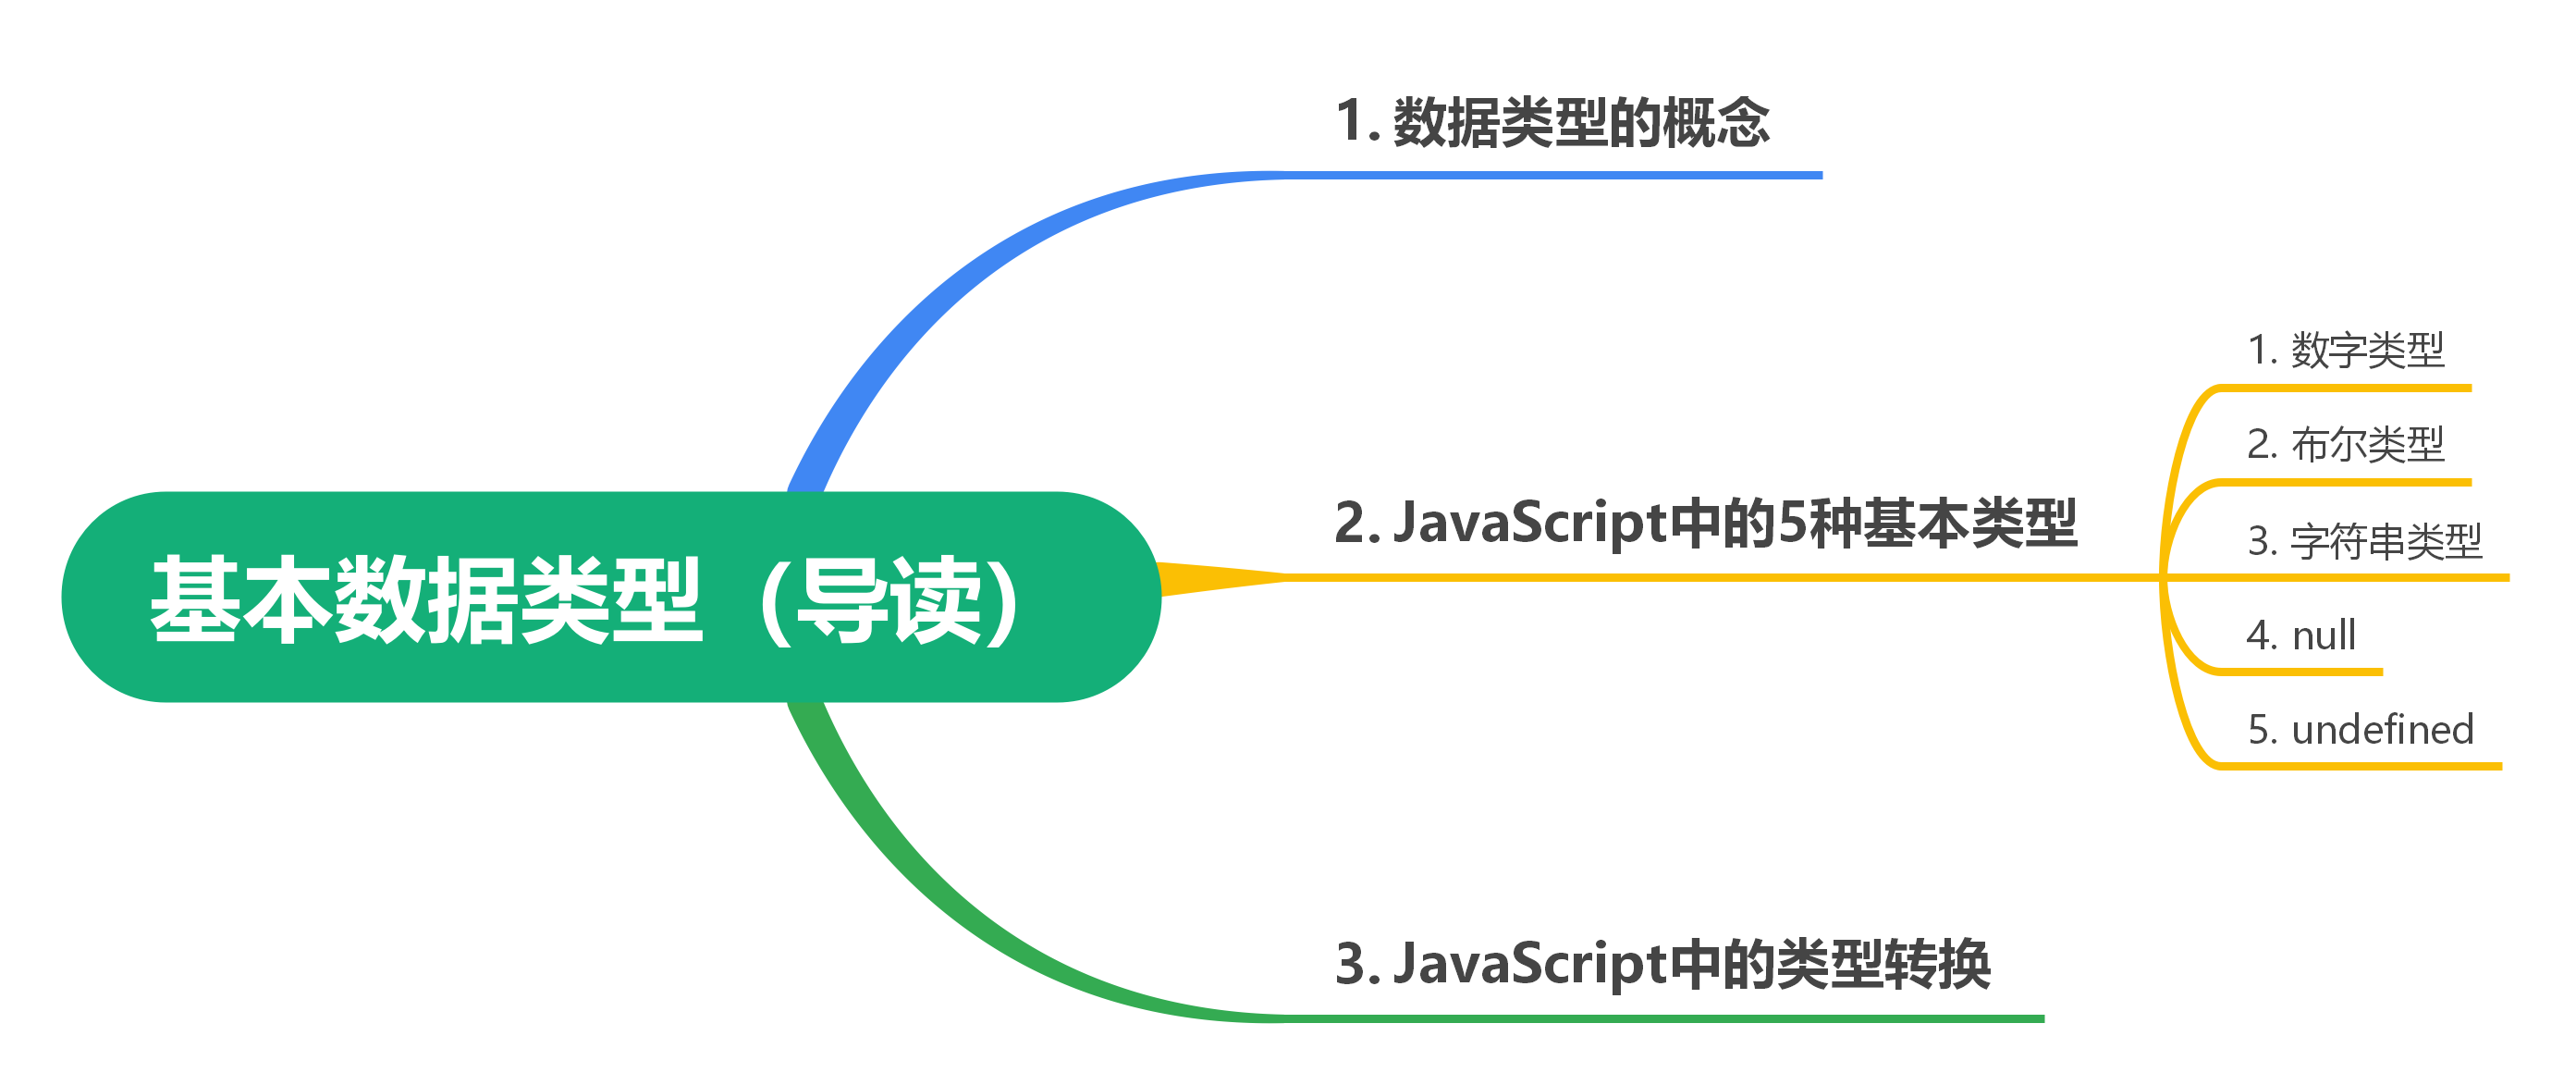 基本数据类型（导读）
1. 数据类型的概念
2. JavaScript中的5种基本类型
1. 数字类型
2. 布尔类型
3. 字符串类型
4. null
5. undefined
3. JavaScript中的类型转换